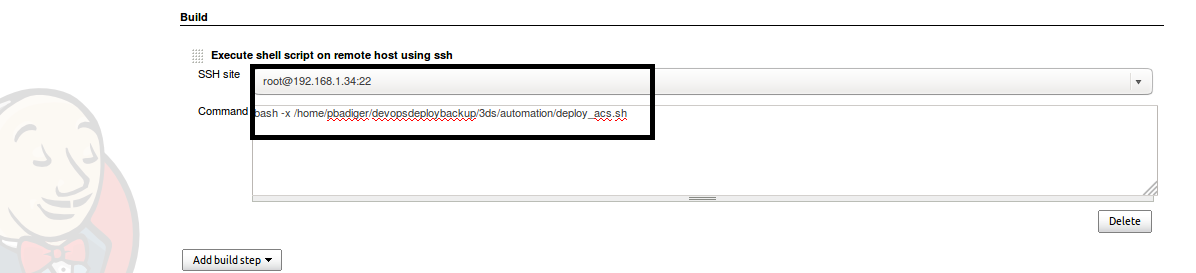 Build
Execute shell script on remote host using ssh
SSH site
root@192.168.1.34:22
Command
bash -x /home/pbadiger/devopsdeploybackup/3ds/automation/deploy_acs.sh
Delete
Add build step